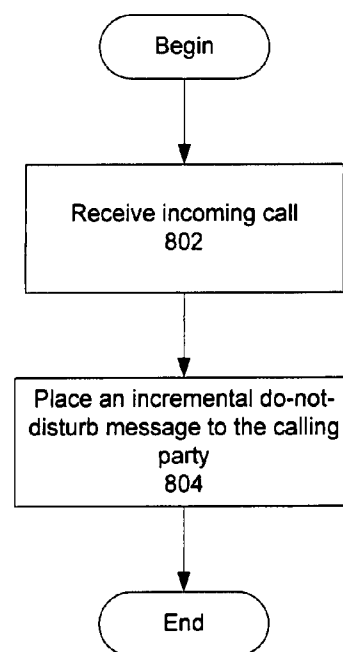 Begin
Receive incoming call
802
Place an incremental do-not-
disturb message to the calling
party
804
End